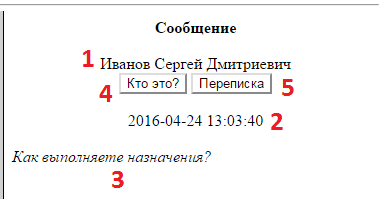 Сообщение
1 Иванов Сергей Дмитриевич
4 Кто это? Переписка 5
2016-04-24 13:03:40 2
Как выполняете назначения?
3